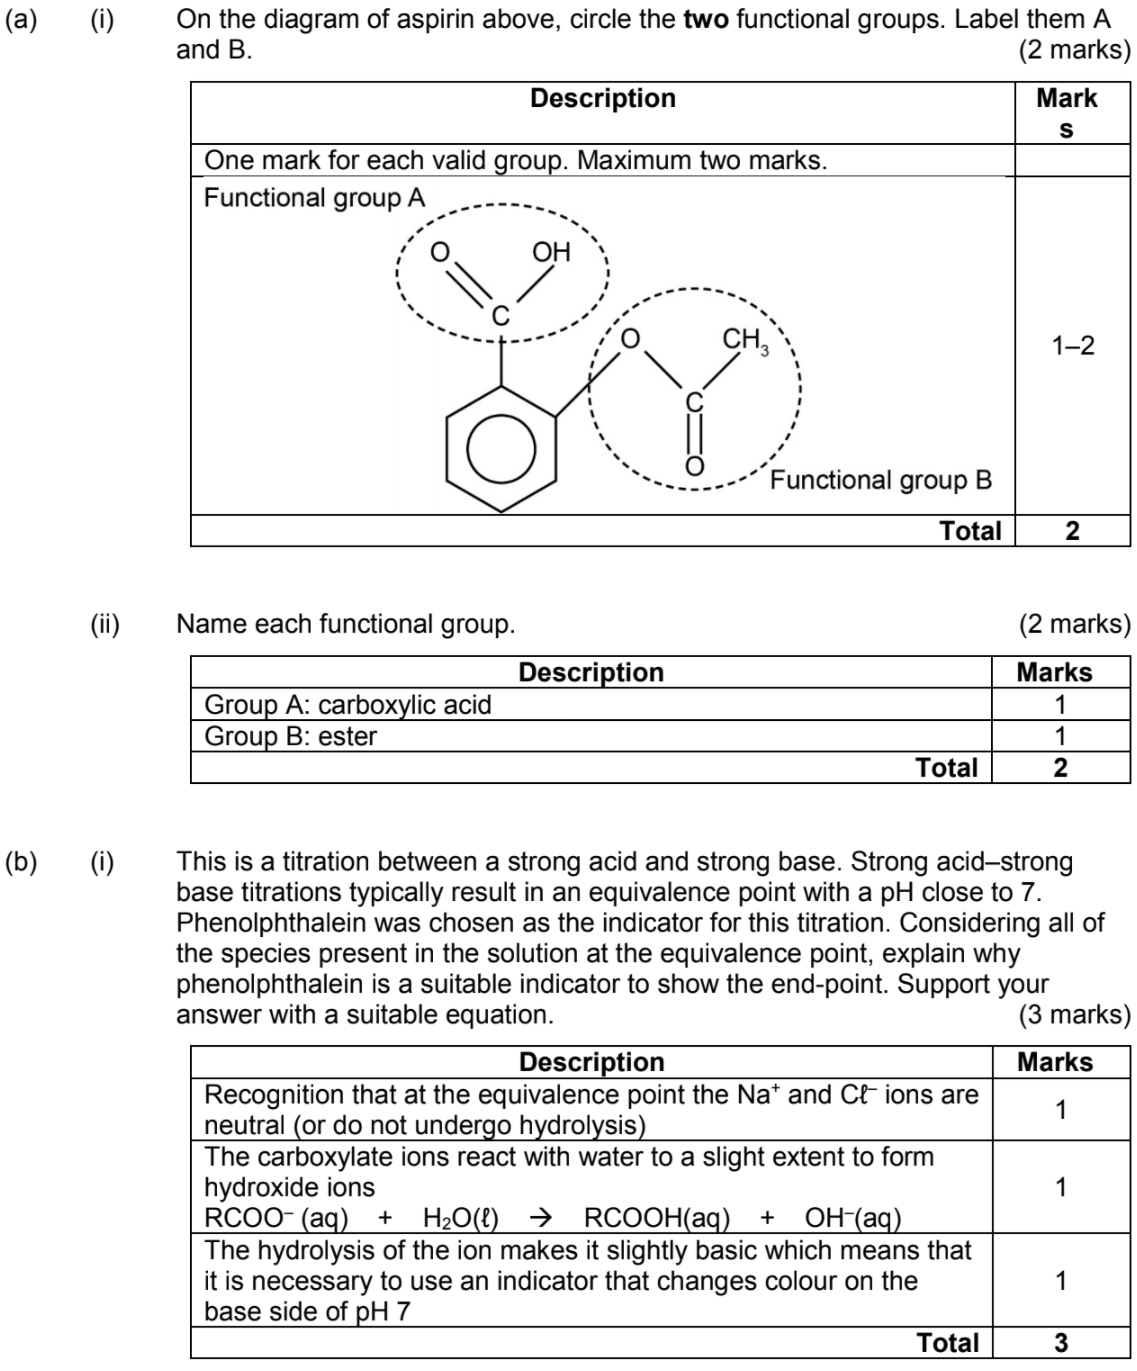 (a) (i) On the diagram of aspirin above, circle the two functional groups. Label them A
and B. (2 marks)
Description Mark
s
One mark for each valid group. Maximum two marks.
Functional group A
O OH
C
O CH₃
1–2
C
O
Functional group B
Total 2
(ii) Name each functional group. (2 marks)
Description Marks
Group A: carboxylic acid 1
Group B: ester 1
Total 2
(b) (i) This is a titration between a strong acid and strong base. Strong acid–strong
base titrations typically result in an equivalence point with a pH close to 7.
Phenolphthalein was chosen as the indicator for this titration. Considering all of
the species present in the solution at the equivalence point, explain why
phenolphthalein is a suitable indicator to show the end-point. Support your
answer with a suitable equation. (3 marks)
Description Marks
Recognition that at the equivalence point the Na⁺ and Cℓ⁻ ions are
neutral (or do not undergo hydrolysis) 1
The carboxylate ions react with water to a slight extent to form
hydroxide ions 1
RCOO⁻ (aq) + H₂O(ℓ) → RCOOH(aq) + OH⁻(aq)
The hydrolysis of the ion makes it slightly basic which means that
it is necessary to use an indicator that changes colour on the 1
base side of pH 7
Total 3